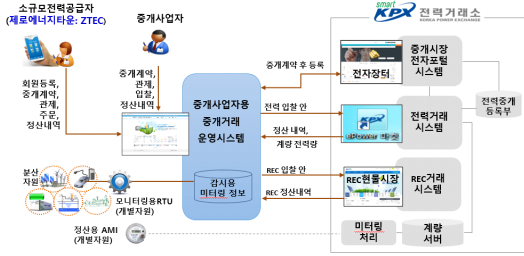 소규모전력공급자
(제로에너지타운: ZTEC)
중개사업자
smart
KPX 전력거래소
KOREA POWER EXCHANGE
회원등록,
중개계약,
관제,
주문,
정산내역
중개계약,
관제,
입찰,
정산내역
중개사업자용
중개거래
운영시스템
감시용
미터링 정보
중개계약 후 등록
전자장터
중개시장
전자포털
시스템
전력 입찰 안
정산 내역,
계량 전력량
KPX
전력거래
시스템
전력중개
등록부
REC 입찰 안
REC 정산내역
REC현물시장
REC거래
시스템
분산
자원
모니터링용RTU
(개별자원)
정산용 AMI
(개별자원)
미터링
처리
계량
서버